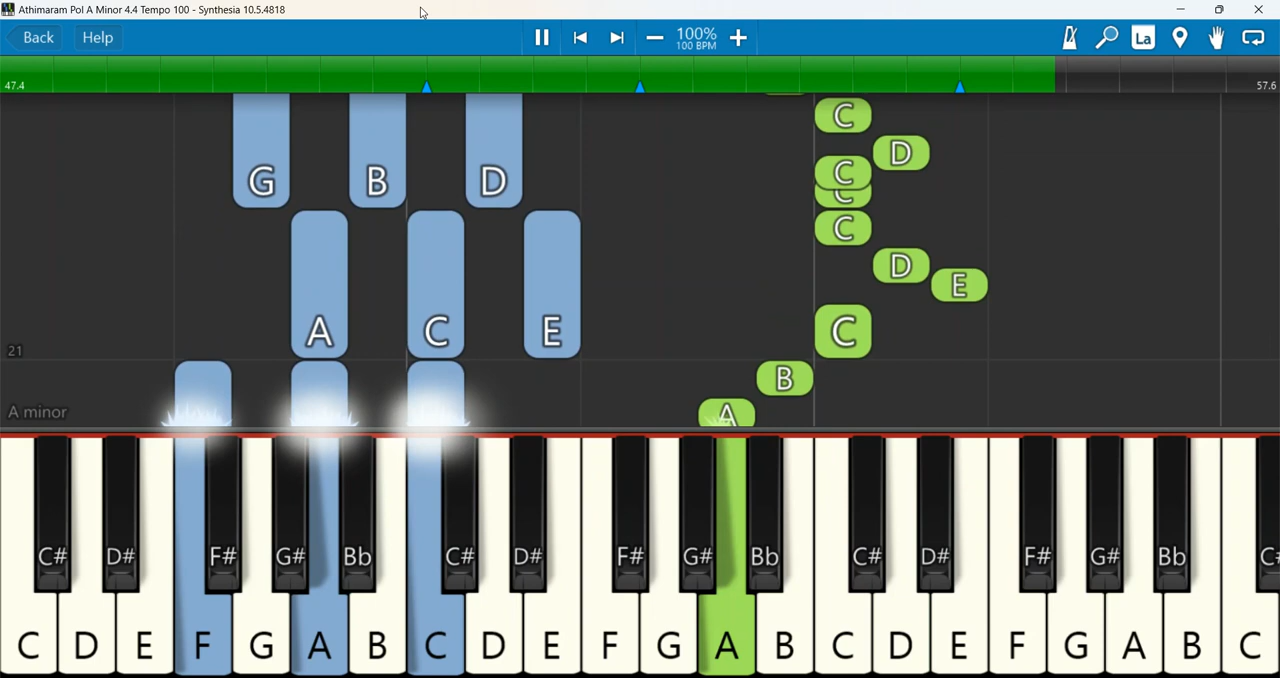 Athimaram Pol A Minor 4.4 Tempo 100 - Synthesia 10.5.4818
Back Help 100% La
100 BPM
47.4 57.6
C
D
G B D C
C
C
D
E
A C E C
21
B
A minor A
C# D# F# G# Bb C# D# F# G# Bb C# D# F# G# Bb
C D E F G A B C D E F G A B C D E F G A B C